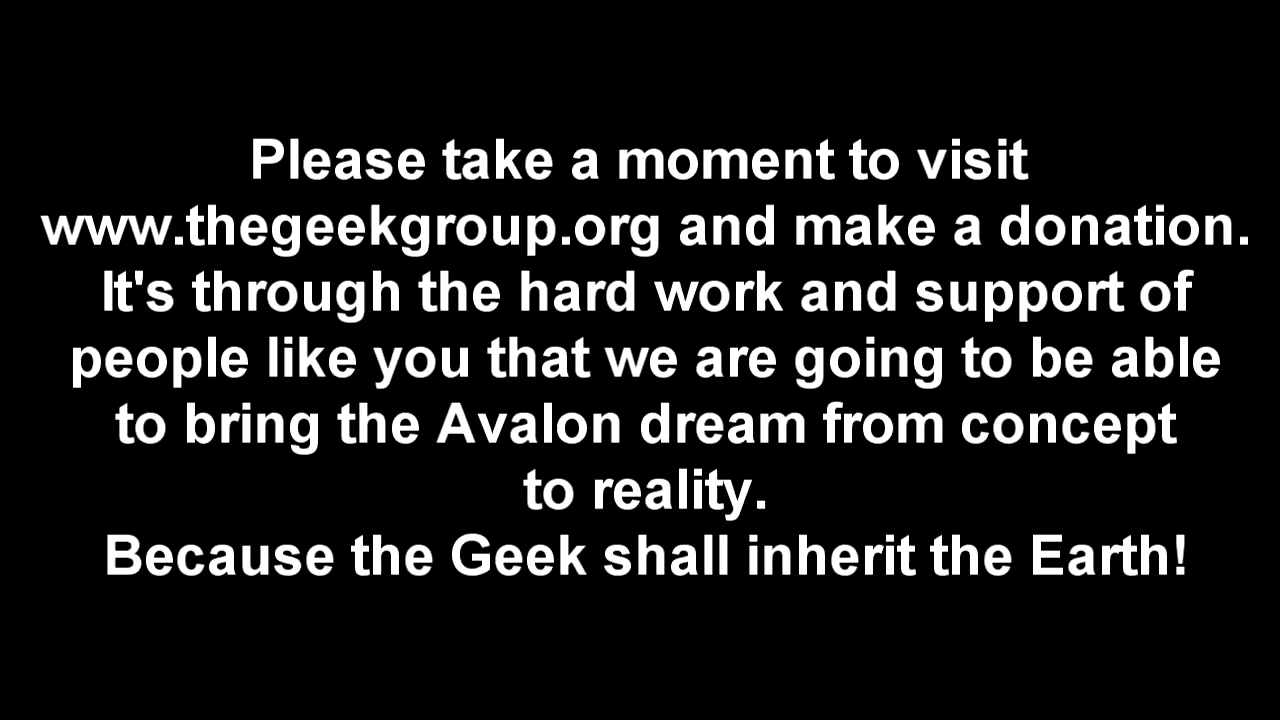 Please take a moment to visit
www.thegeekgroup.org and make a donation.
It's through the hard work and support of
people like you that we are going to be able
to bring the Avalon dream from concept
to reality.
Because the Geek shall inherit the Earth!